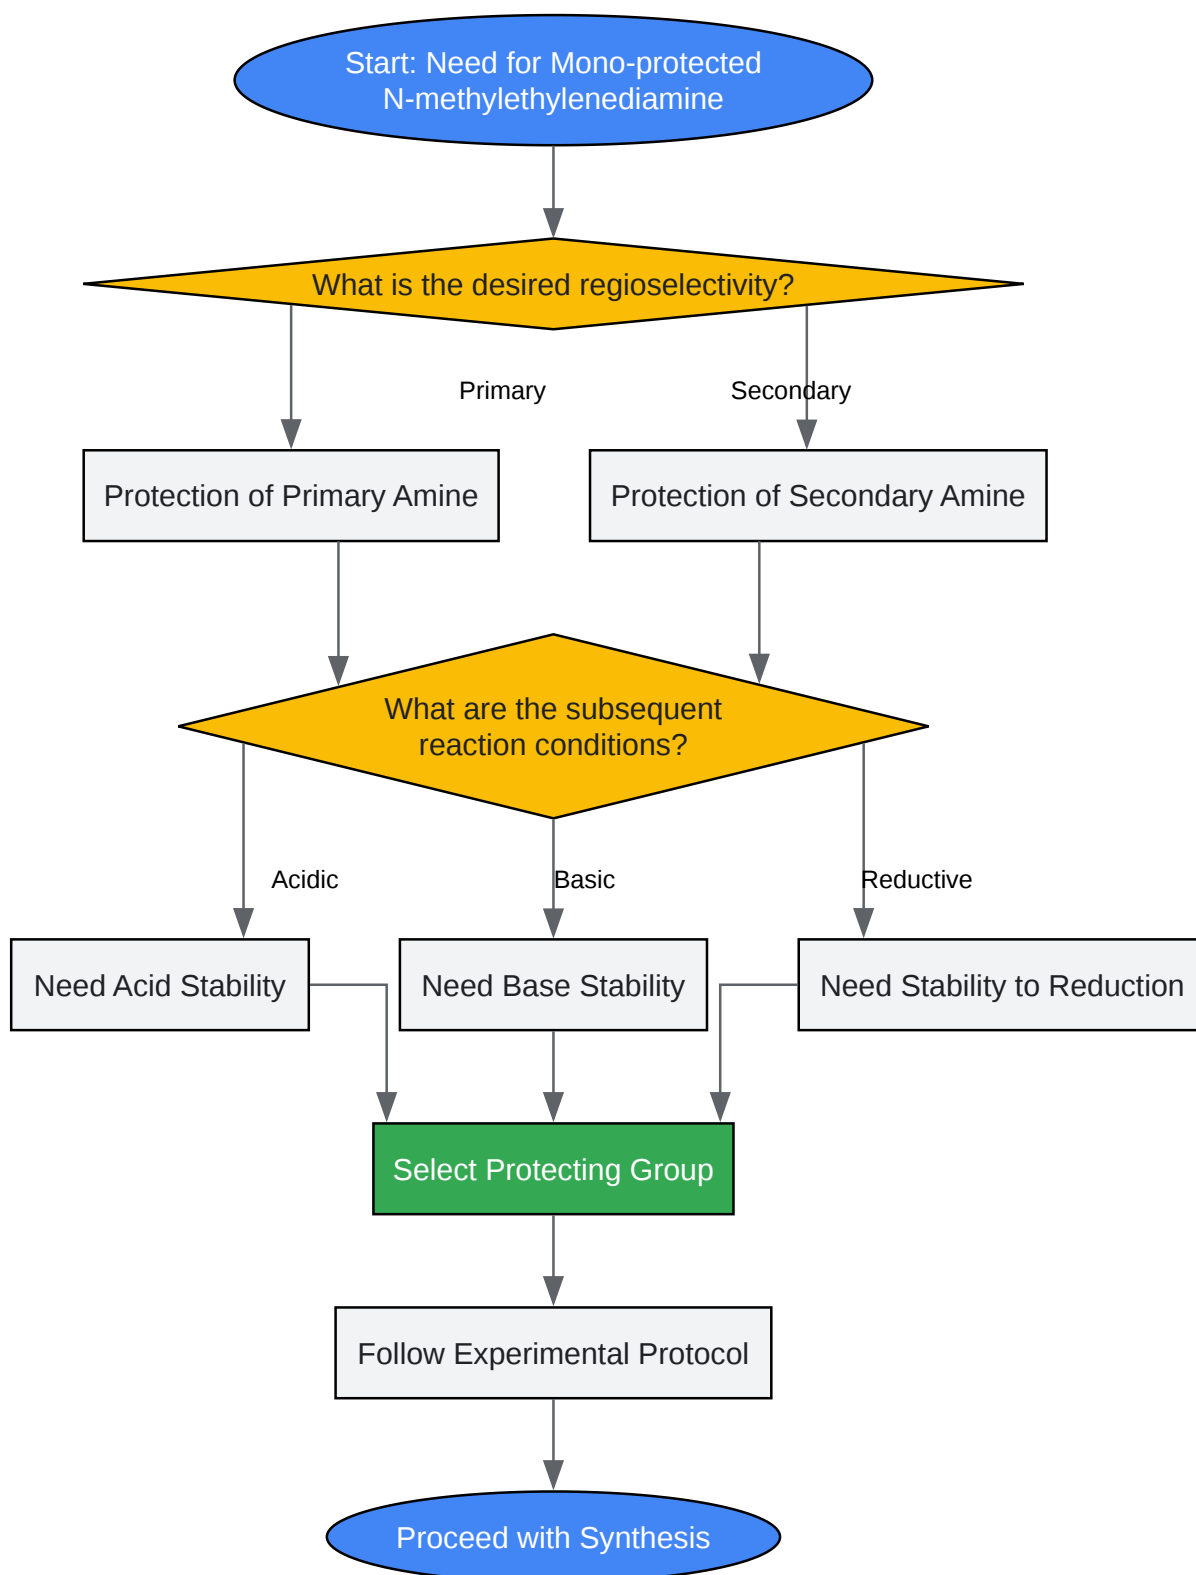 Start: Need for Mono-protected
N-methylethylenediamine
What is the desired regioselectivity?
Primary
Secondary
Protection of Primary Amine
Protection of Secondary Amine
What are the subsequent
reaction conditions?
Acidic
Basic
Reductive
Need Acid Stability
Need Base Stability
Need Stability to Reduction
Select Protecting Group
Follow Experimental Protocol
Proceed with Synthesis